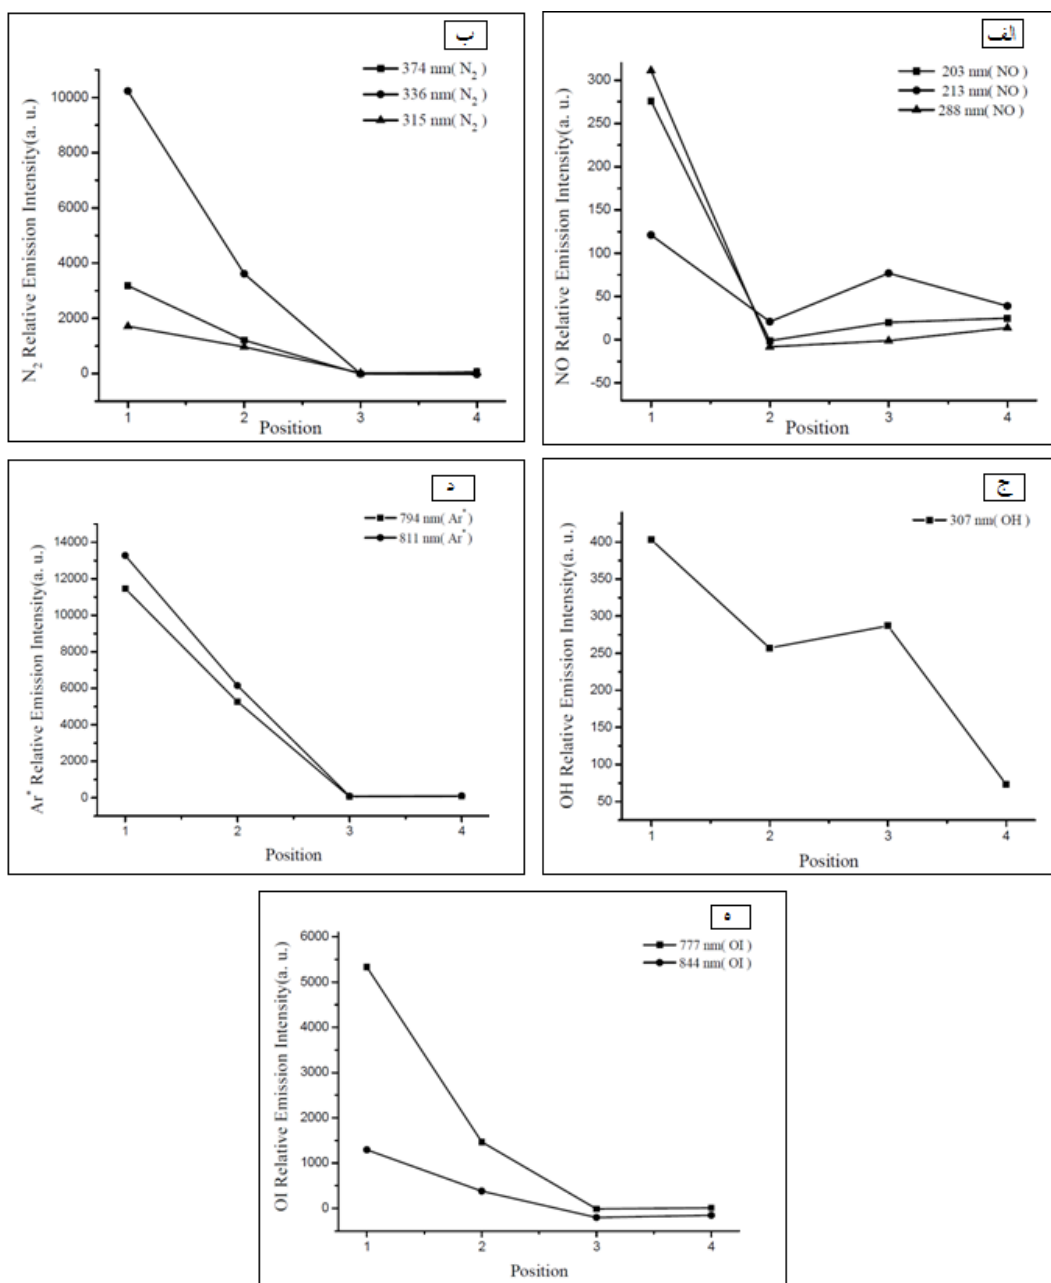 الف
203 nm( NO )
213 nm( NO )
288 nm( NO )
NO Relative Emission Intensity(a. u.)
300
250
200
150
100
50
0
-50
1 2 3 4
Position
ب
374 nm( N2 )
336 nm( N2 )
315 nm( N2 )
N2 Relative Emission Intensity(a. u.)
10000
8000
6000
4000
2000
0
1 2 3 4
Position
ج
307 nm( OH )
OH Relative Emission Intensity(a. u.)
400
350
300
250
200
150
100
50
1 2 3 4
Position
د
794 nm( Ar*)
811 nm( Ar*)
Ar* Relative Emission Intensity(a. u.)
14000
12000
10000
8000
6000
4000
2000
0
1 2 3 4
Position
ه
777 nm( OI )
844 nm( OI )
OI Relative Emission Intensity(a. u.)
6000
5000
4000
3000
2000
1000
0
1 2 3 4
Position